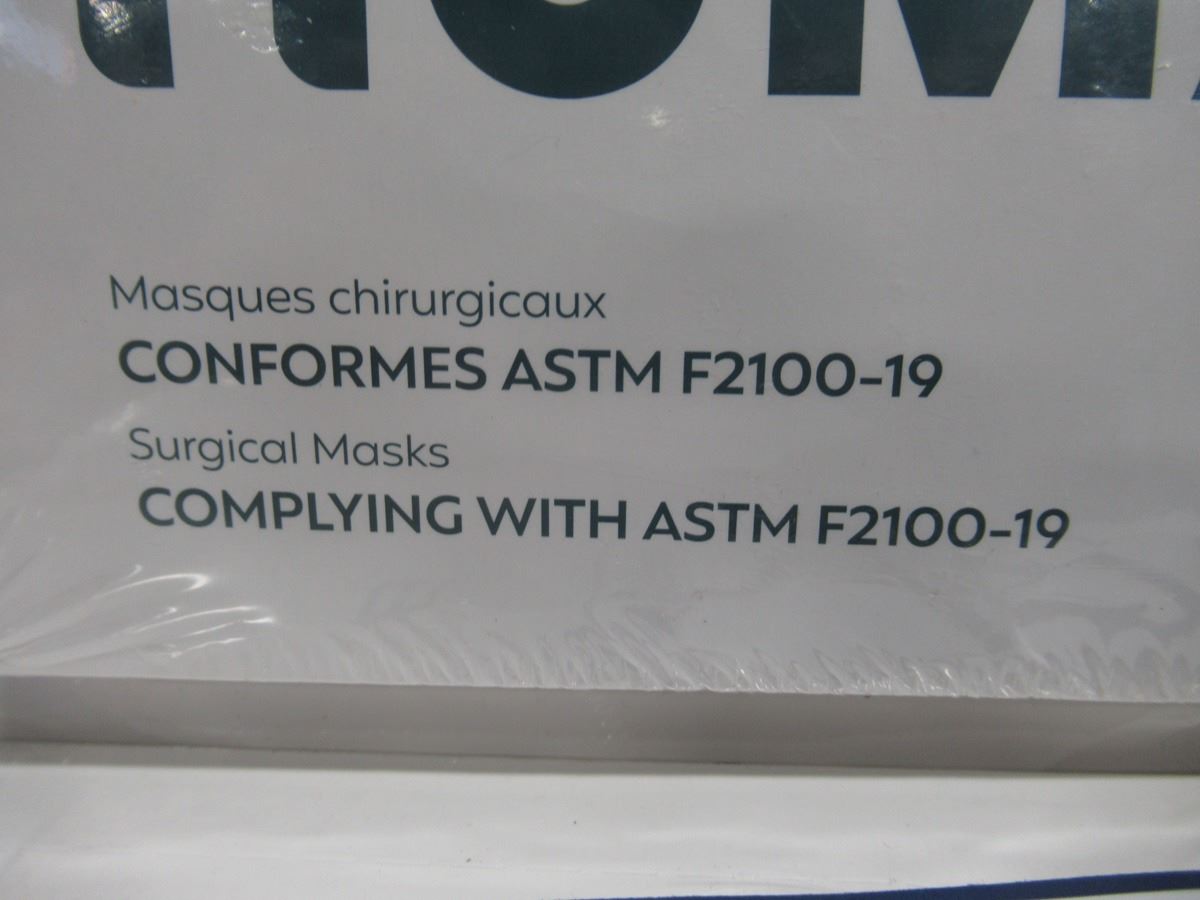 Masques chirurgicaux
CONFORMES ASTM F2100-19
Surgical Masks
COMPLYING WITH ASTM F2100-19